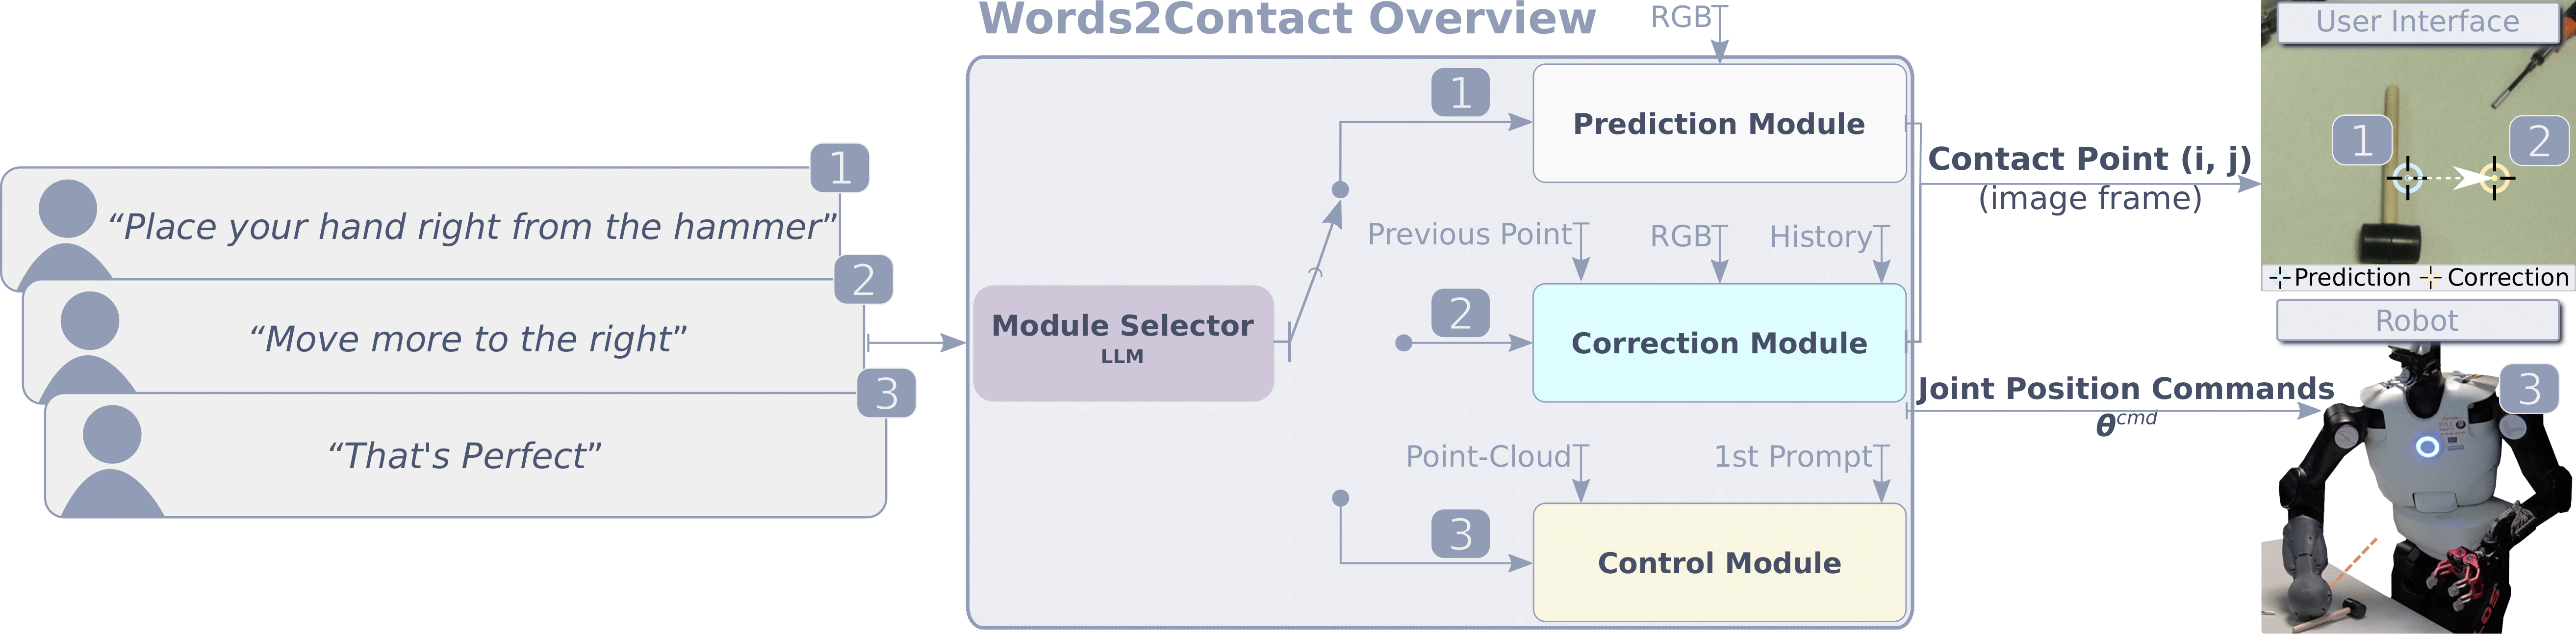 Words2Contact Overview
“Place your hand right from the hammer”
1
“Move more to the right”
2
“That's Perfect”
3
Module Selector
LLM
RGB
1
Prediction Module
Previous Point
RGB
History
2
Correction Module
Point-Cloud
1st Prompt
3
Control Module
Contact Point (i, j)
(image frame)
Joint Position Commands
θcmd
User Interface
1
2
Prediction
Correction
Robot
3